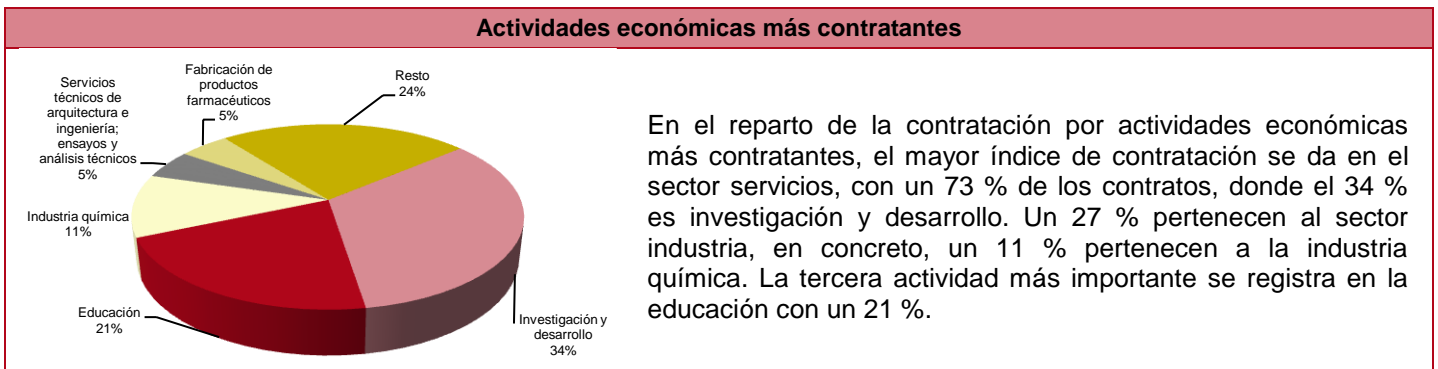 Actividades económicas más contratantes
Servicios
técnicos de
arquitectura e
ingeniería;
ensayos y
análisis técnicos
5%
Fabricación de
productos
farmacéuticos
5%
Resto
24%
Industria química
11%
Educación
21%
Investigación y
desarrollo
34%
En el reparto de la contratación por actividades económicas
más contratantes, el mayor índice de contratación se da en el
sector servicios, con un 73 % de los contratos, donde el 34 %
es investigación y desarrollo. Un 27 % pertenecen al sector
industria, en concreto, un 11 % pertenecen a la industria
química. La tercera actividad más importante se registra en la
educación con un 21 %.